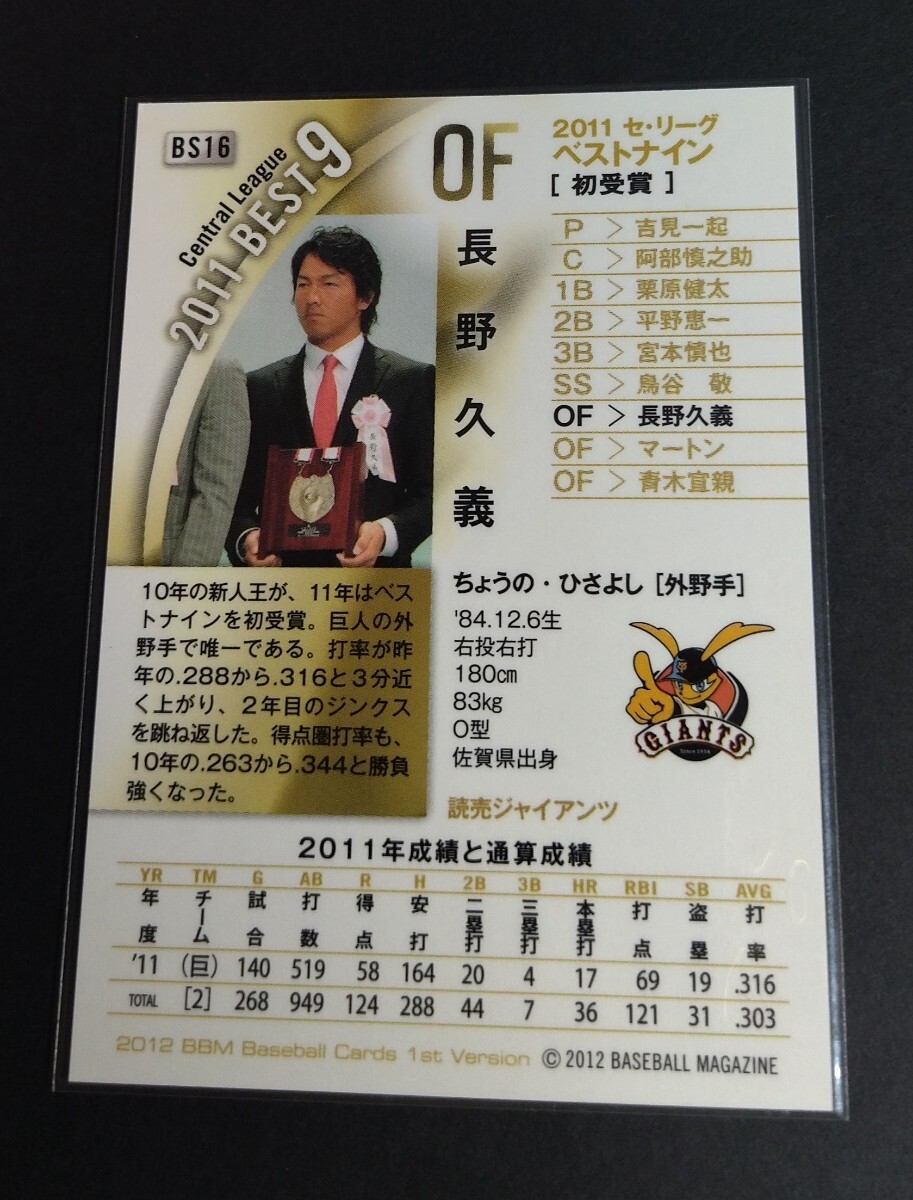 BS16
Central League
2011 BEST 9
OF
長野久義
2011 セ・リーグ
ベストナイン
[ 初受賞 ]
P > 吉見一起
C > 阿部慎之助
1B > 栗原健太
2B > 平野恵一
3B > 宮本慎也
SS > 鳥谷 敬
OF > 長野久義
OF > マートン
OF > 青木宣親
10年の新人王が、11年はベス
トナインを初受賞。巨人の外
野手で唯一である。打率が昨
年の.288から.316と3分近
く上がり、2年目のジンクス
を跳ね返した。得点圏打率も、
10年の.263から.344と勝負
強くなった。
ちょうの・ひさよし [外野手]
'84.12.6生
右投右打
180cm
83kg
O型
佐賀県出身
GIANTS
Since 1934
読売ジャイアンツ
2011年成績と通算成績
YR TM G AB R H 2B 3B HR RBI SB AVG
年度 チーム 試合 打数 得点 安打 二塁打 三塁打 本塁打 打点 盗塁 打率
'11 (巨) 140 519 58 164 20 4 17 69 19 .316
TOTAL [2] 268 949 124 288 44 7 36 121 31 .303
2012 BBM Baseball Cards 1st Version © 2012 BASEBALL MAGAZINE